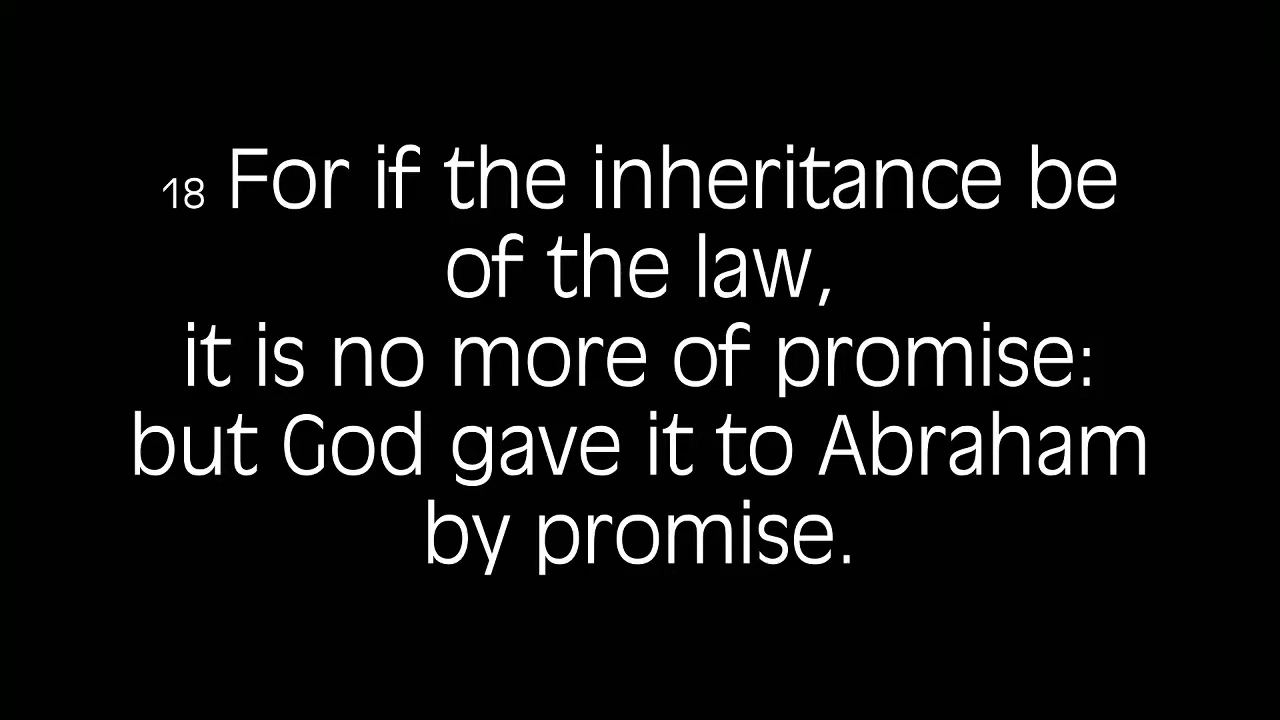 18 For if the inheritance be
of the law,
it is no more of promise:
but God gave it to Abraham
by promise.